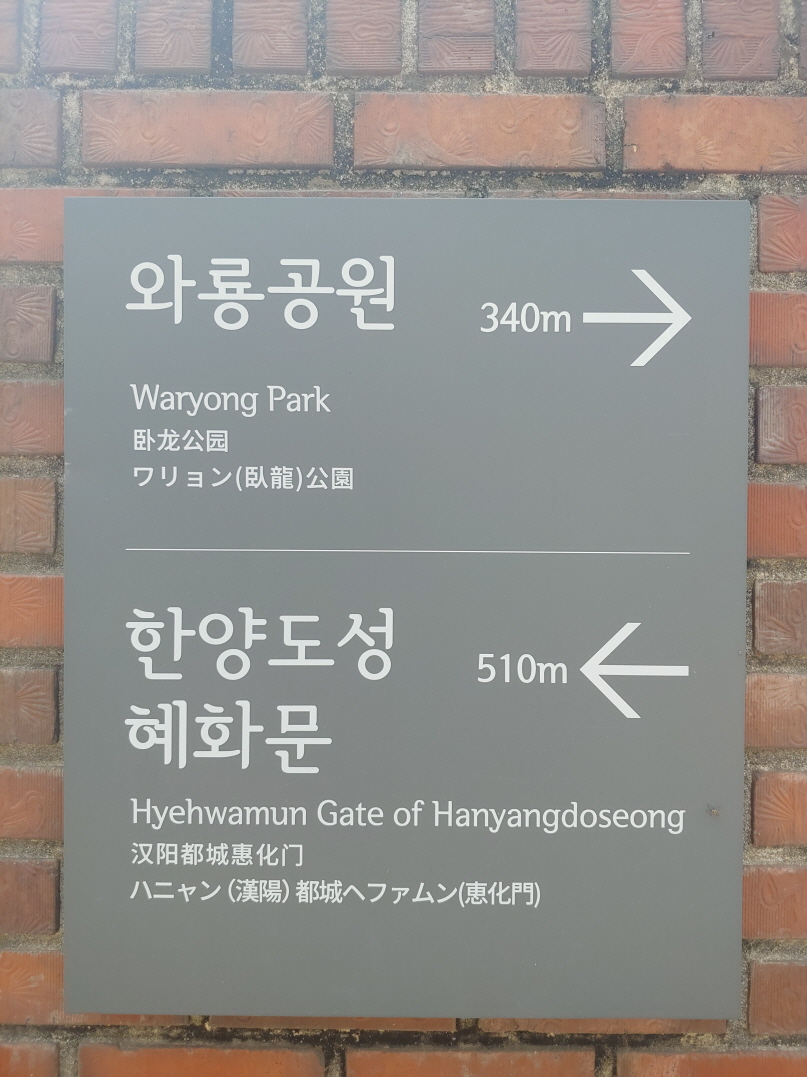 와룡공원 340m →
Waryong Park
卧龙公园
ワリョン(臥龍)公園
한양도성 510m ←
혜화문
Hyehwamun Gate of Hanyangdoseong
汉阳都城惠化门
ハニャン(漢陽)都城ヘファムン(恵化門)